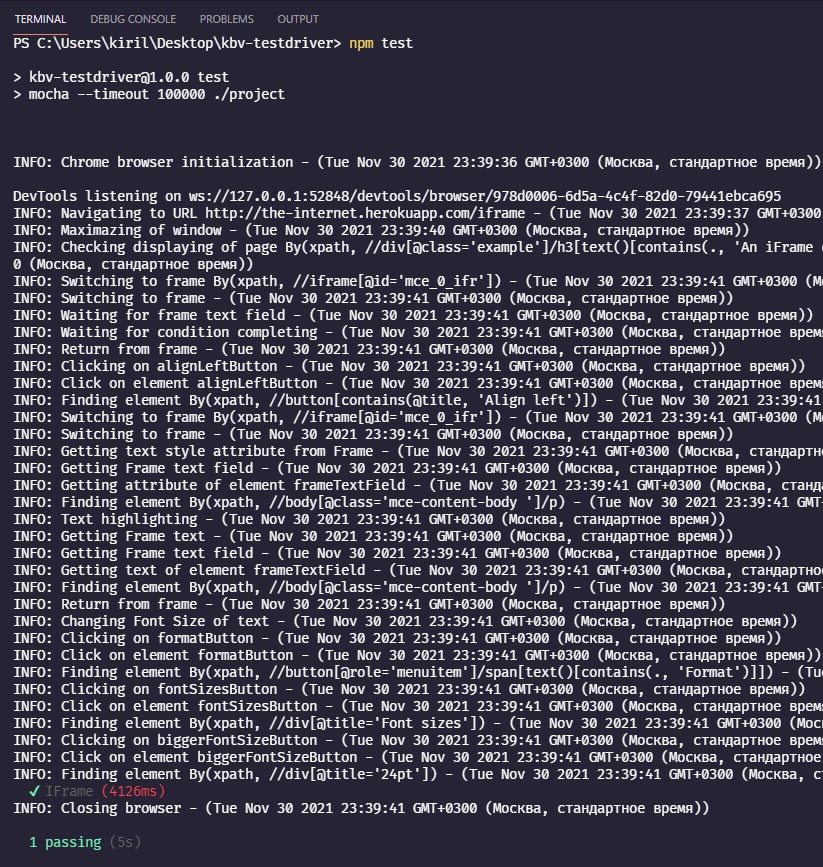 TERMINAL DEBUG CONSOLE PROBLEMS OUTPUT
PS C:\Users\kiril\Desktop\kbv-testdriver> npm test
> kbv-testdriver@1.0.0 test
> mocha --timeout 100000 ./project
INFO: Chrome browser initialization - (Tue Nov 30 2021 23:39:36 GMT+0300 (Москва, стандартное время))
DevTools listening on ws://127.0.0.1:52848/devtools/browser/978d0006-6d5a-4c4f-82d0-79441ebca695
INFO: Navigating to URL http://the-internet.herokuapp.com/iframe - (Tue Nov 30 2021 23:39:37 GMT+0300
INFO: Maximazing of window - (Tue Nov 30 2021 23:39:40 GMT+0300 (Москва, стандартное время))
INFO: Checking displaying of page By(xpath, //div[@class='example']/h3[text()[contains(., 'An iFrame
0 (Москва, стандартное время))
INFO: Switching to frame By(xpath, //iframe[@id='mce_0_ifr']) - (Tue Nov 30 2021 23:39:41 GMT+0300 (М
INFO: Switching to frame - (Tue Nov 30 2021 23:39:41 GMT+0300 (Москва, стандартное время))
INFO: Waiting for frame text field - (Tue Nov 30 2021 23:39:41 GMT+0300 (Москва, стандартное время))
INFO: Waiting for condition completing - (Tue Nov 30 2021 23:39:41 GMT+0300 (Москва, стандартное врем
INFO: Return from frame - (Tue Nov 30 2021 23:39:41 GMT+0300 (Москва, стандартное время))
INFO: Clicking on alignLeftButton - (Tue Nov 30 2021 23:39:41 GMT+0300 (Москва, стандартное время))
INFO: Click on element alignLeftButton - (Tue Nov 30 2021 23:39:41 GMT+0300 (Москва, стандартное врем
INFO: Finding element By(xpath, //button[contains(@title, 'Align left')]) - (Tue Nov 30 2021 23:39:41
INFO: Switching to frame By(xpath, //iframe[@id='mce_0_ifr']) - (Tue Nov 30 2021 23:39:41 GMT+0300 (М
INFO: Switching to frame - (Tue Nov 30 2021 23:39:41 GMT+0300 (Москва, стандартное время))
INFO: Getting text style attribute from Frame - (Tue Nov 30 2021 23:39:41 GMT+0300 (Москва, стандартн
INFO: Getting Frame text field - (Tue Nov 30 2021 23:39:41 GMT+0300 (Москва, стандартное время))
INFO: Getting attribute of element frameTextField - (Tue Nov 30 2021 23:39:41 GMT+0300 (Москва, станд
INFO: Finding element By(xpath, //body[@class='mce-content-body ']/p) - (Tue Nov 30 2021 23:39:41 GMT
INFO: Text highlighting - (Tue Nov 30 2021 23:39:41 GMT+0300 (Москва, стандартное время))
INFO: Getting Frame text - (Tue Nov 30 2021 23:39:41 GMT+0300 (Москва, стандартное время))
INFO: Getting Frame text field - (Tue Nov 30 2021 23:39:41 GMT+0300 (Москва, стандартное время))
INFO: Getting text of element frameTextField - (Tue Nov 30 2021 23:39:41 GMT+0300 (Москва, стандартно
INFO: Finding element By(xpath, //body[@class='mce-content-body ']/p) - (Tue Nov 30 2021 23:39:41 GMT
INFO: Return from frame - (Tue Nov 30 2021 23:39:41 GMT+0300 (Москва, стандартное время))
INFO: Changing Font Size of text - (Tue Nov 30 2021 23:39:41 GMT+0300 (Москва, стандартное время))
INFO: Clicking on formatButton - (Tue Nov 30 2021 23:39:41 GMT+0300 (Москва, стандартное время))
INFO: Click on element formatButton - (Tue Nov 30 2021 23:39:41 GMT+0300 (Москва, стандартное время))
INFO: Finding element By(xpath, //button[@role='menuitem']/span[text()[contains(., 'Format')]]) - (Tu
INFO: Clicking on fontSizesButton - (Tue Nov 30 2021 23:39:41 GMT+0300 (Москва, стандартное время))
INFO: Click on element fontSizesButton - (Tue Nov 30 2021 23:39:41 GMT+0300 (Москва, стандартное врем
INFO: Finding element By(xpath, //div[@title='Font sizes']) - (Tue Nov 30 2021 23:39:41 GMT+0300 (Мос
INFO: Clicking on biggerFontSizeButton - (Tue Nov 30 2021 23:39:41 GMT+0300 (Москва, стандартное врем
INFO: Click on element biggerFontSizeButton - (Tue Nov 30 2021 23:39:41 GMT+0300 (Москва, стандартное
INFO: Finding element By(xpath, //div[@title='24pt']) - (Tue Nov 30 2021 23:39:41 GMT+0300 (Москва, с
✓ IFrame (4126ms)
INFO: Closing browser - (Tue Nov 30 2021 23:39:41 GMT+0300 (Москва, стандартное время))
1 passing (5s)